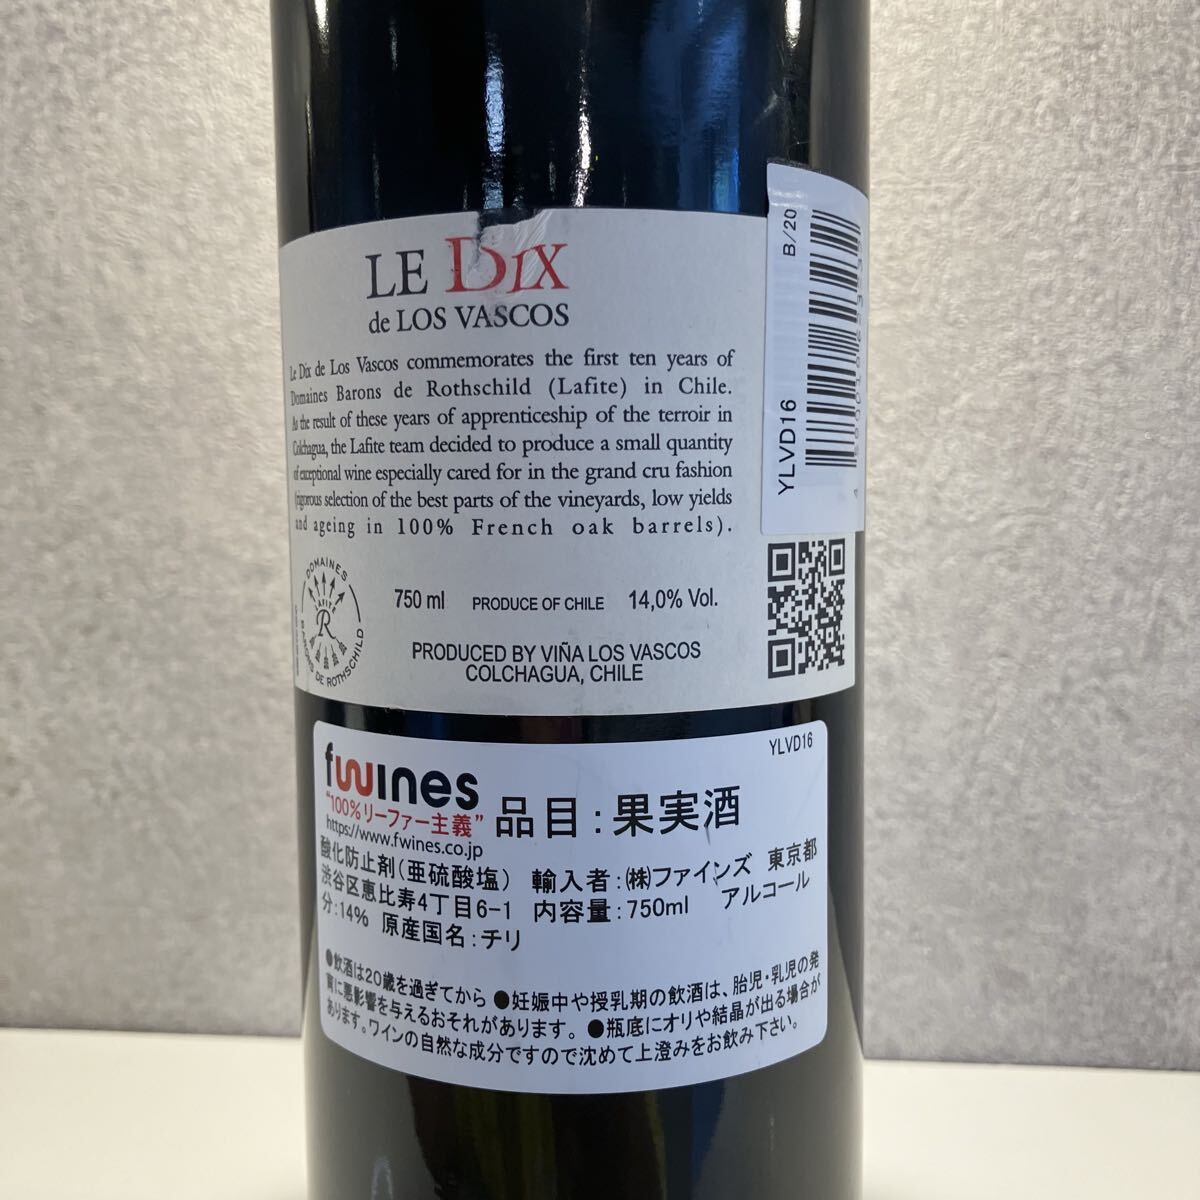 LE DIX
de LOS VASCOS
Le Dix de Los Vascos commemorates the first ten years of
Domaines Barons de Rothschild (Lafite) in Chile.
As the result of these years of apprenticeship of the terroir in
Colchagua, the Lafite team decided to produce a small quantity
of exceptional wine especially cared for in the grand cru fashion
(rigorous selection of the best parts of the vineyards, low yields
and ageing in 100% French oak barrels).
DOMAINES
BARONS DE ROTHSCHILD
LAFITE
R
750 ml PRODUCE OF CHILE 14,0% Vol.
PRODUCED BY VIÑA LOS VASCOS
COLCHAGUA, CHILE
B/20
YLVD16
YLVD16
fwines
"100%リーファー主義"
https://www.fwines.co.jp
品目:果実酒
酸化防止剤(亜硫酸塩) 輸入者:㈱ファインズ 東京都
渋谷区恵比寿4丁目6-1 内容量:750ml アルコール
分:14% 原産国名:チリ
●飲酒は20歳を過ぎてから ●妊娠中や授乳期の飲酒は、胎児・乳児の発
育に悪影響を与えるおそれがあります。 ●瓶底にオリや結晶が出る場合が
あります。ワインの自然な成分ですので沈めて上澄みをお飲み下さい。